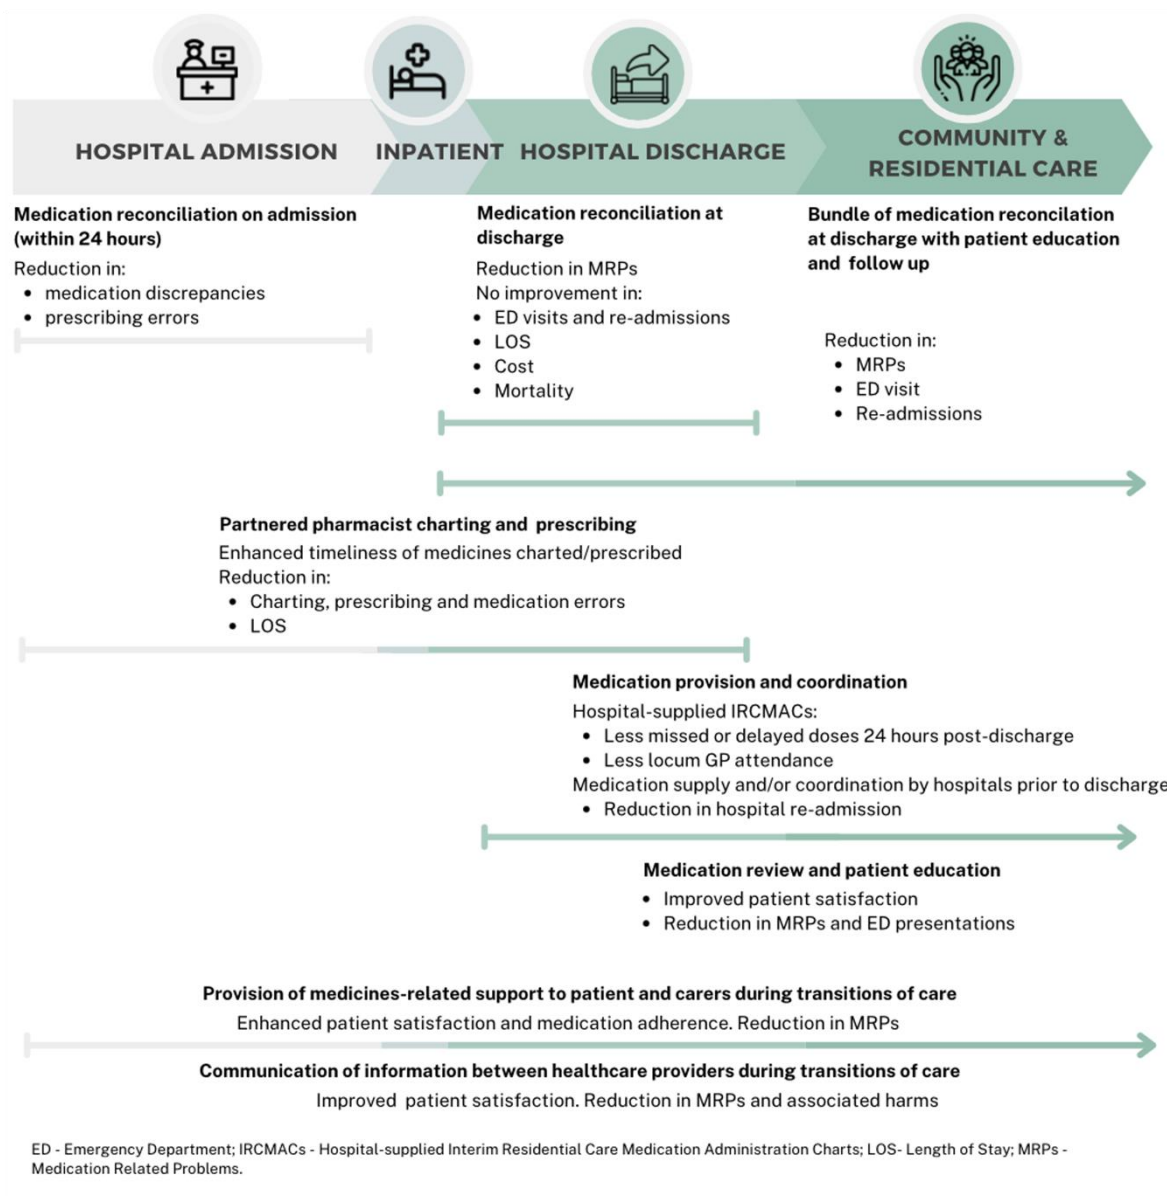 HOSPITAL ADMISSION
INPATIENT
HOSPITAL DISCHARGE
COMMUNITY &
RESIDENTIAL CARE
Medication reconciliation on admission
(within 24 hours)
Reduction in:
• medication discrepancies
• prescribing errors
Medication reconciliation at
discharge
Reduction in MRPs
No improvement in:
• ED visits and re-admissions
• LOS
• Cost
• Mortality
Bundle of medication reconcilation
at discharge with patient education
and follow up
Reduction in:
• MRPs
• ED visit
• Re-admissions
Partnered pharmacist charting and prescribing
Enhanced timeliness of medicines charted/prescribed
Reduction in:
• Charting, prescribing and medication errors
• LOS
Medication provision and coordination
Hospital-supplied IRCMACs:
• Less missed or delayed doses 24 hours post-discharge
• Less locum GP attendance
Medication supply and/or coordination by hospitals prior to discharge
• Reduction in hospital re-admission
Medication review and patient education
• Improved patient satisfaction
• Reduction in MRPs and ED presentations
Provision of medicines-related support to patient and carers during transitions of care
Enhanced patient satisfaction and medication adherence. Reduction in MRPs
Communication of information between healthcare providers during transitions of care
Improved patient satisfaction. Reduction in MRPs and associated harms
ED - Emergency Department; IRCMACs - Hospital-supplied Interim Residential Care Medication Administration Charts; LOS- Length of Stay; MRPs -
Medication Related Problems.